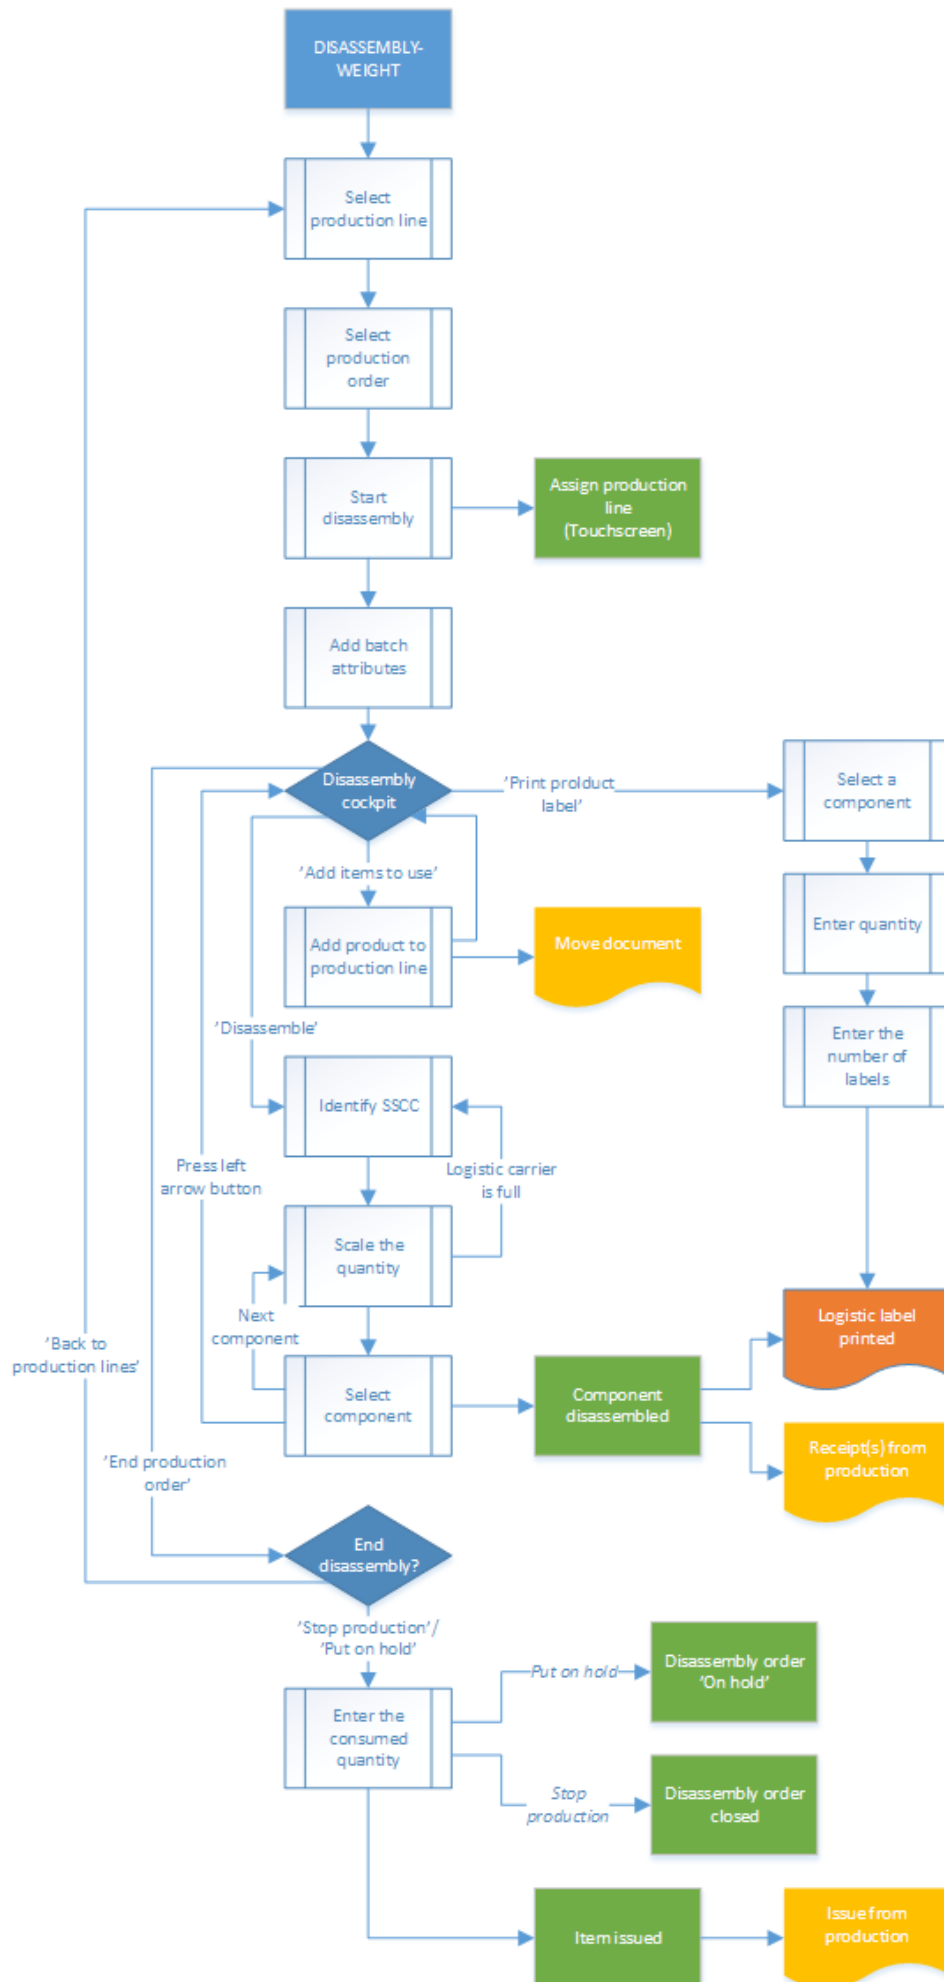 DISASSEMBLY-
WEIGHT
Select
production line
Select
production
order
Start
disassembly
Assign production
line
(Touchscreen)
Add batch
attributes
Disassembly
cockpit
'Print prolduct
label'
Select a
component
'Add items to use'
Add product to
production line
Move document
Enter quantity
'Disassemble'
Enter the
number of
labels
Identify SSCC
Press left
arrow button
Logistic carrier
is full
Scale the
quantity
Next
component
Logistic label
printed
'Back to
production lines'
Select
component
Component
disassembled
Receipt(s) from
production
'End production
order'
End
disassembly?
'Stop production'/
'Put on hold'
Put on hold
Disassembly order
'On hold'
Enter the
consumed
quantity
Stop
production
Disassembly order
closed
Item issued
Issue from
production